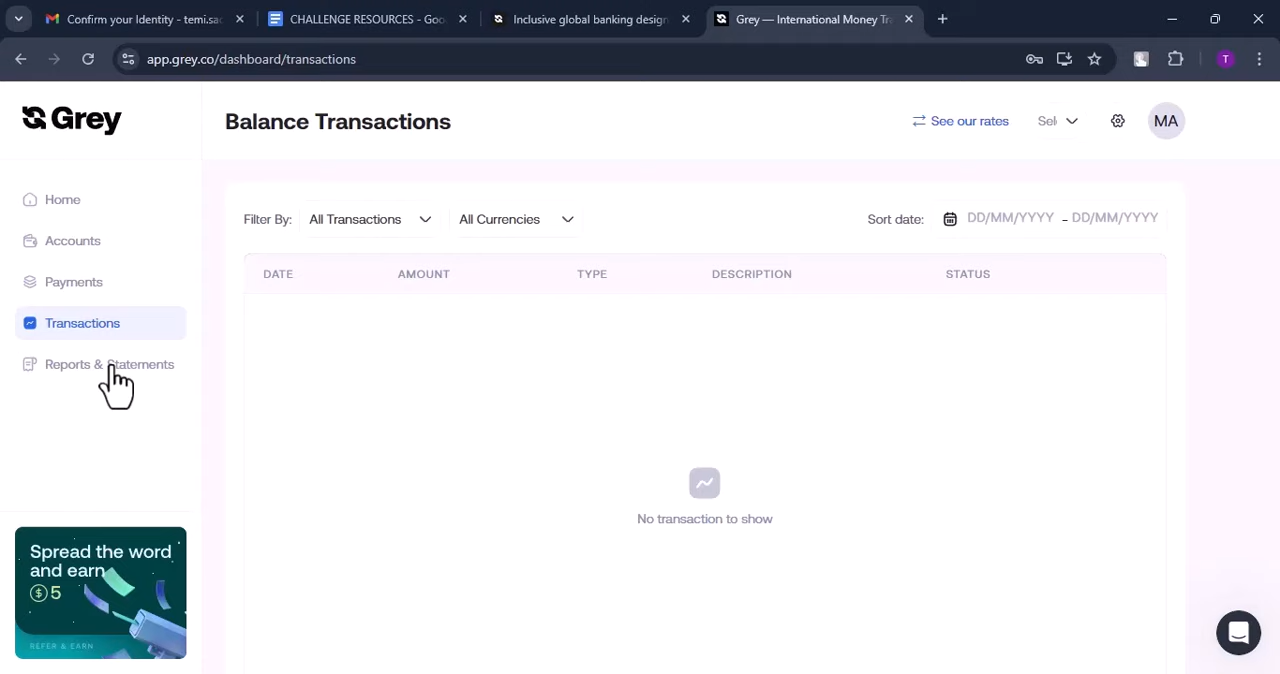 Confirm your Identity - temi.sac
CHALLENGE RESOURCES - Goo
Inclusive global banking design
Grey — International Money Tra
app.grey.co/dashboard/transactions
T
Grey
Balance Transactions
See our rates
Sel
MA
Home
Accounts
Payments
Transactions
Reports & Statements
Filter By:
All Transactions
All Currencies
Sort date:
DD/MM/YYYY – DD/MM/YYYY
DATE
AMOUNT
TYPE
DESCRIPTION
STATUS
No transaction to show
Spread the word
and earn
$ 5
REFER & EARN